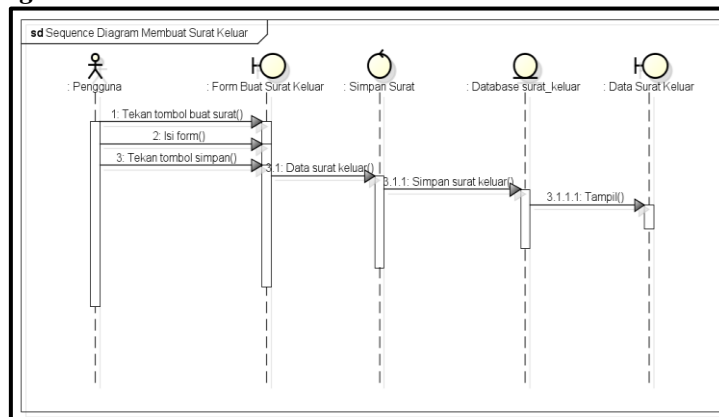 sd Sequence Diagram Membuat Surat Keluar
: Pengguna
: Form Buat Surat Keluar
: Simpan Surat
: Database surat_keluar
: Data Surat Keluar
1: Tekan tombol buat surat()
2: Isi form()
3: Tekan tombol simpan()
3.1: Data surat keluar()
3.1.1: Simpan surat keluar()
3.1.1.1: Tampil()